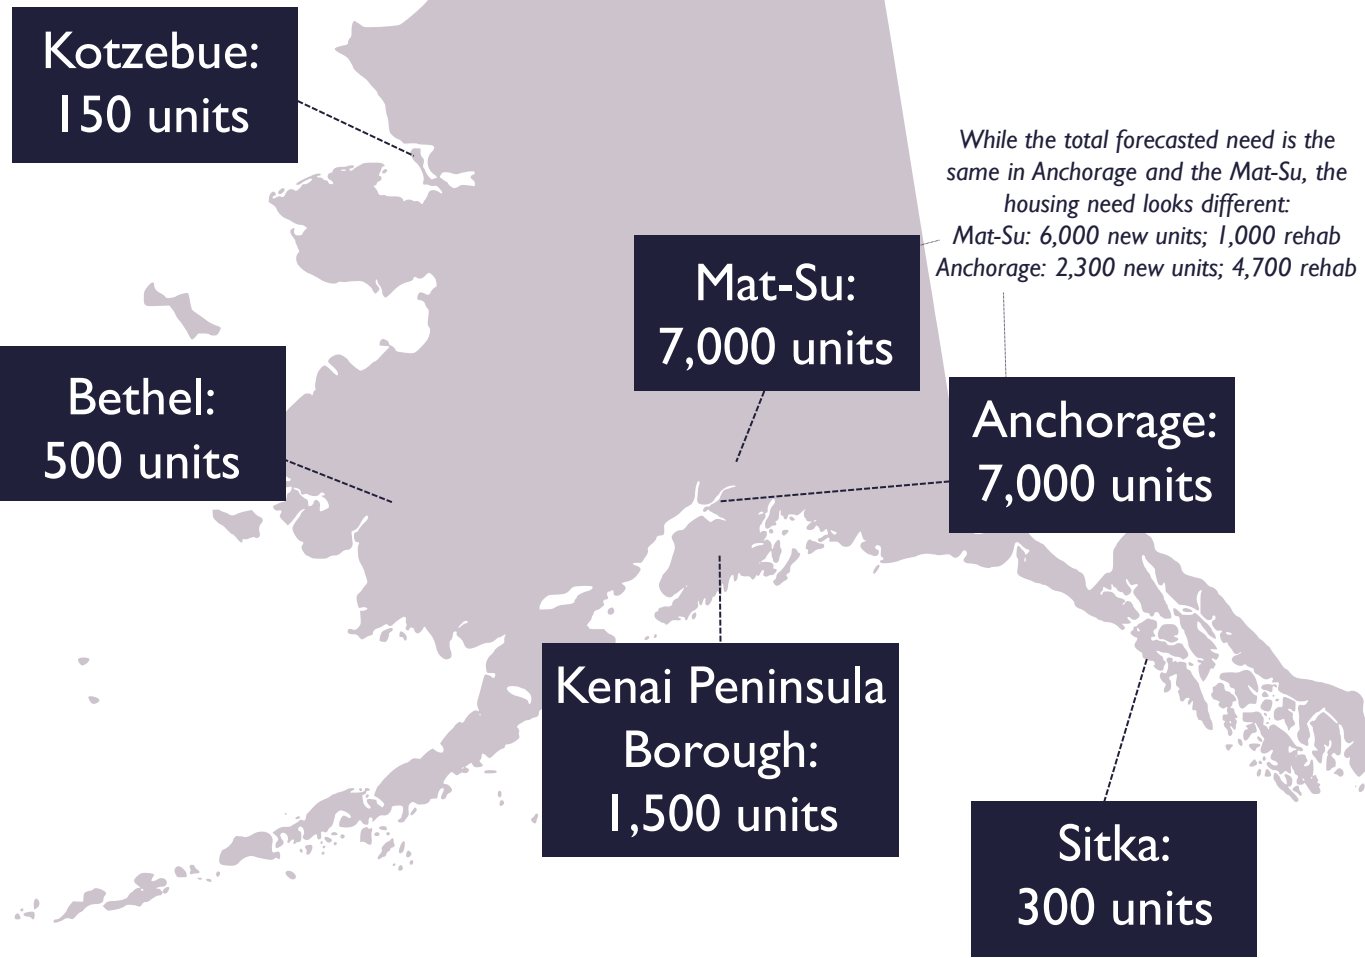 Kotzebue:
150 units
While the total forecasted need is the
same in Anchorage and the Mat-Su, the
housing need looks different:
Mat-Su: 6,000 new units; 1,000 rehab
Anchorage: 2,300 new units; 4,700 rehab
Mat-Su:
7,000 units
Bethel:
500 units
Anchorage:
7,000 units
Kenai Peninsula
Borough:
1,500 units
Sitka:
300 units